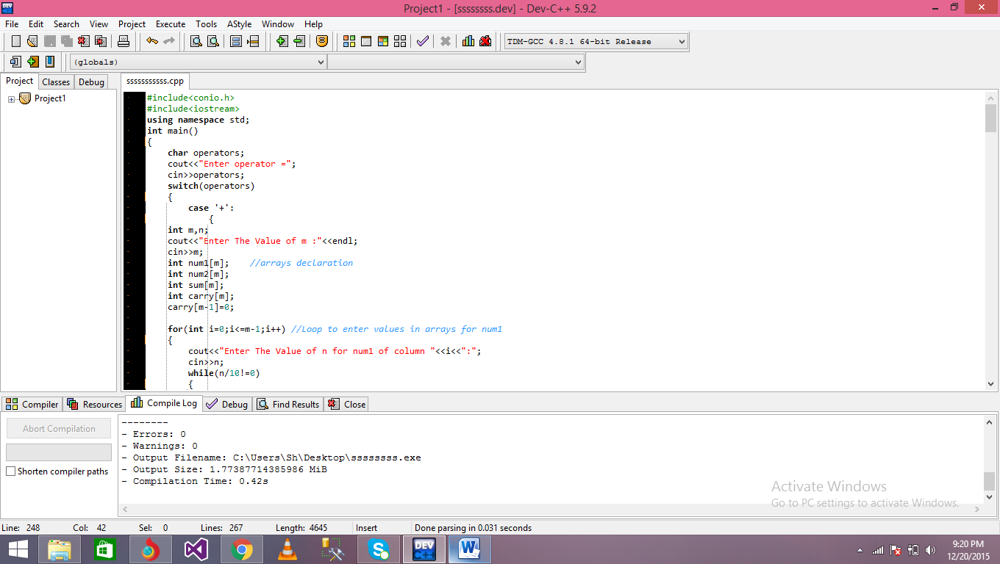 Project1 - [ssssssss.dev] - Dev-C++ 5.9.2
File Edit Search View Project Execute Tools AStyle Window Help
TDM-GCC 4.8.1 64-bit Release
(globals)
Project Classes Debug
sssssssssss.cpp
Project1
#include<conio.h>
#include<iostream>
using namespace std;
int main()
{
char operators;
cout<<"Enter operator =";
cin>>operators;
switch(operators)
{
case '+':
{
int m,n;
cout<<"Enter The Value of m :"<<endl;
cin>>m;
int num1[m]; //arrays declaration
int num2[m];
int sum[m];
int carry[m];
carry[m-1]=0;
for(int i=0;i<=m-1;i++) //Loop to enter values in arrays for num1
{
cout<<"Enter The Value of n for num1 of column "<<i<<":";
cin>>n;
while(n/10!=0)
{
Compiler Resources Compile Log Debug Find Results Close
Abort Compilation
Shorten compiler paths
--------
- Errors: 0
- Warnings: 0
- Output Filename: C:\Users\Sh\Desktop\ssssssss.exe
- Output Size: 1.77387714385986 MiB
- Compilation Time: 0.42s
Activate Windows
Go to PC settings to activate Windows.
Line: 248 Col: 42 Sel: 0 Lines: 267 Length: 4645 Insert Done parsing in 0.031 seconds
DEV C++
9:20 PM
12/20/2015